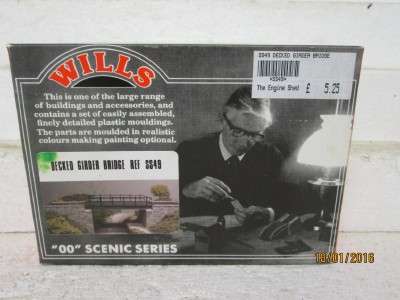 WILLS
This is one of the large range
of buildings and accessories, and
contains a set of easily assembled,
finely detailed plastic mouldings.
The parts are moulded in realistic
colours making painting optional.
DECKED GIRDER BRIDGE REF SS49
"00" SCENIC SERIES
SS49 DECKED GIRDER BRIDGE
*SS49*
The Engine Shed £ 5.25
19/01/2016